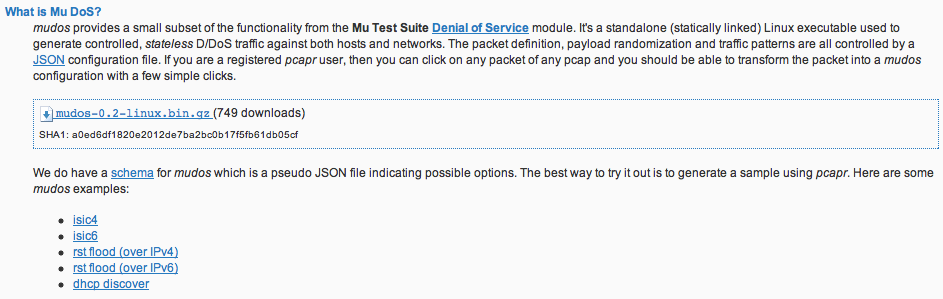 What is Mu DoS?
mudos provides a small subset of the functionality from the Mu Test Suite Denial of Service module. It's a standalone (statically linked) Linux executable used to
generate controlled, stateless D/DoS traffic against both hosts and networks. The packet definition, payload randomization and traffic patterns are all controlled by a
JSON configuration file. If you are a registered pcapr user, then you can click on any packet of any pcap and you should be able to transform the packet into a mudos
configuration with a few simple clicks.
mudos-0.2-linux.bin.gz (749 downloads)
SHA1: a0ed6df1820e2012de7ba2bc0b17f5fb61db05cf
We do have a schema for mudos which is a pseudo JSON file indicating possible options. The best way to try it out is to generate a sample using pcapr. Here are some
mudos examples:
isic4
isic6
rst flood (over IPv4)
rst flood (over IPv6)
dhcp discover